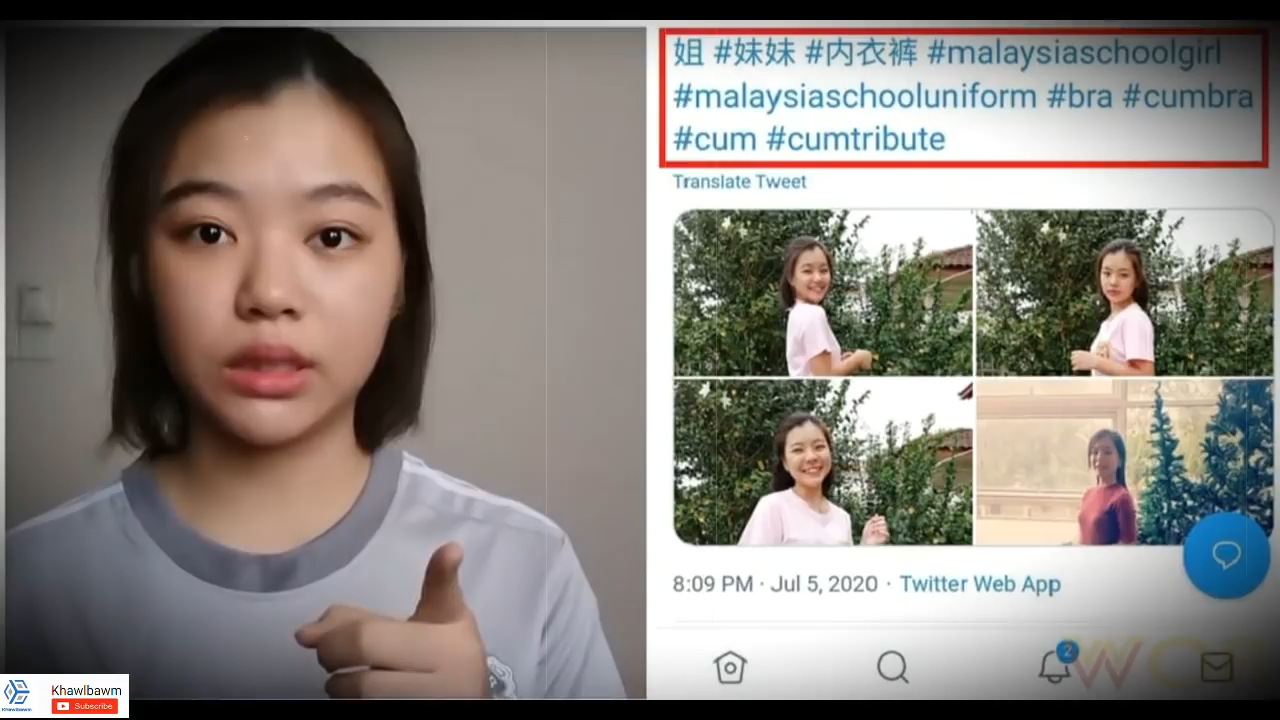 姐 #妹妹 #内衣裤 #malaysiaschoolgirl
#malaysiaschooluniform #bra #cumbra
#cum #cumtribute
Translate Tweet
8:09 PM · Jul 5, 2020 · Twitter Web App
2
Khawlbawm
Khawlbawm
Subscribe